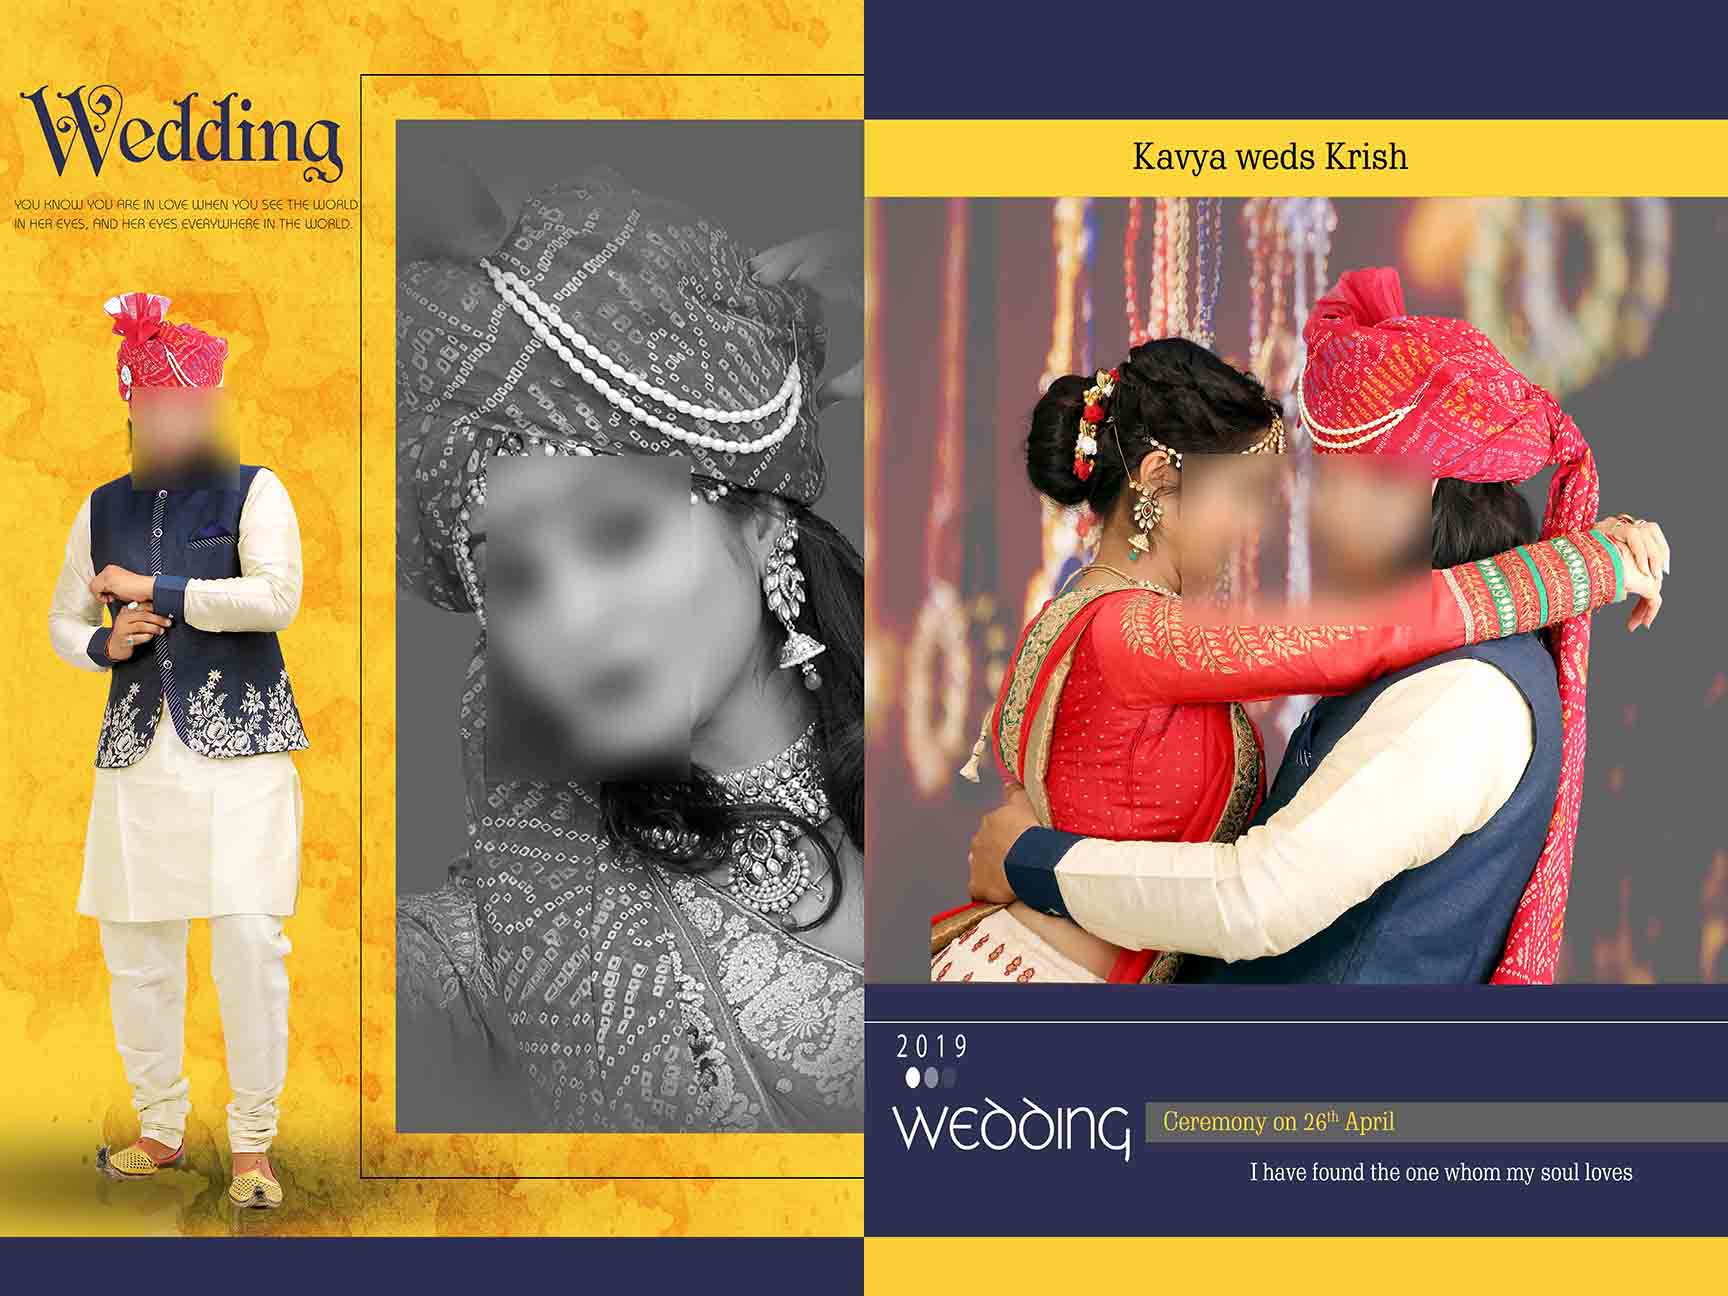 Wedding
YOU KNOW YOU ARE IN LOVE WHEN YOU SEE THE WORLD
IN HER EYES, AND HER EYES EVERYWHERE IN THE WORLD.
Kavya weds Krish
2019
WEDDING
Ceremony on 26th April
I have found the one whom my soul loves